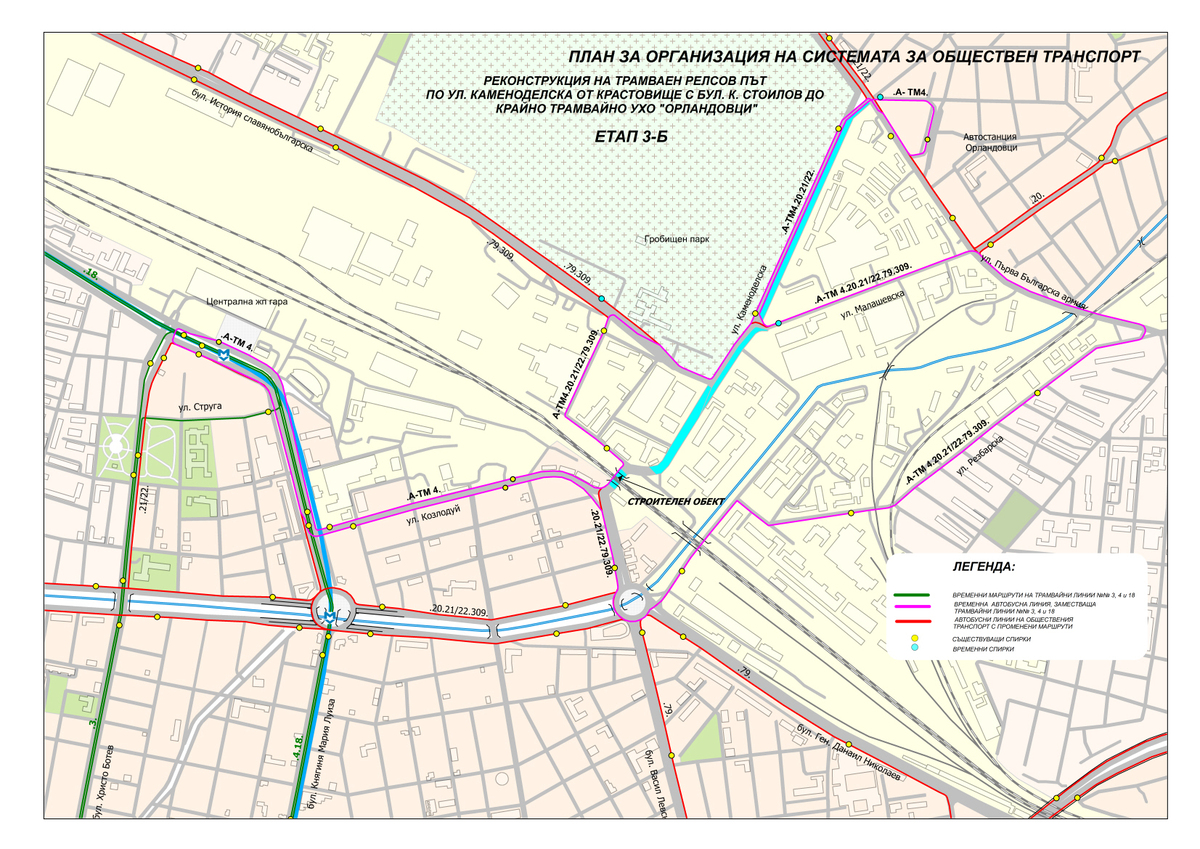 ПЛАН ЗА ОРГАНИЗАЦИЯ НА СИСТЕМАТА ЗА ОБЩЕСТВЕН ТРАНСПОРТ
РЕКОНСТРУКЦИЯ НА ТРАМВАЕН РЕЛСОВ ПЪТ
ПО УЛ. КАМЕНОДЕЛСКА ОТ КРАСТОВИЩЕ С БУЛ. К. СТОИЛОВ ДО
КРАЙНО ТРАМВАЙНО УХО "ОРЛАНДОВЦИ"
ЕТАП 3-Б
.21/22.
.А- ТМ4.
Автостанция
Орландовци
бул. История славянобългарска
.А-ТМ4.20.21/22.
.20.
Гробищен парк
.79.309.
.79.309.
ул. Първа Българска армия
.А-ТМ 4.20.21/22.79.309.
.18.
Централна жп гара
ул. Каменоделска
ул. Малашевска
.А-ТМ 4.
А-ТМ4.20.21/22.79.309.
ул. Струга
.А-ТМ 4.20.21/22.79.309.
ул. Резбарска
.21/22.
.А-ТМ 4.
ул. Козлодуй
СТРОИТЕЛЕН ОБЕКТ
.20.21/22.79.309.
.20.21/22.309.
ЛЕГЕНДА:
ВРЕМЕННИ МАРШРУТИ НА ТРАМВАЙНИ ЛИНИИ №№ 3, 4 и 18
ВРЕМЕННА АВТОБУСНА ЛИНИЯ, ЗАМЕСТВАЩА
ТРАМВАЙНИ ЛИНИИ №№ 3, 4 и 18
АВТОБУСНИ ЛИНИИ НА ОБЩЕСТВЕНИЯ
ТРАНСПОРТ С ПРОМЕНЕНИ МАРШРУТИ
СЪЩЕСТВУВАЩИ СПИРКИ
ВРЕМЕННИ СПИРКИ
.79.
.79.
.3.
.4.18.
бул. Христо Ботев
бул. Княгиня Мария Луиза
бул. Васил Левс
бул. Ген. Данаил Николаев